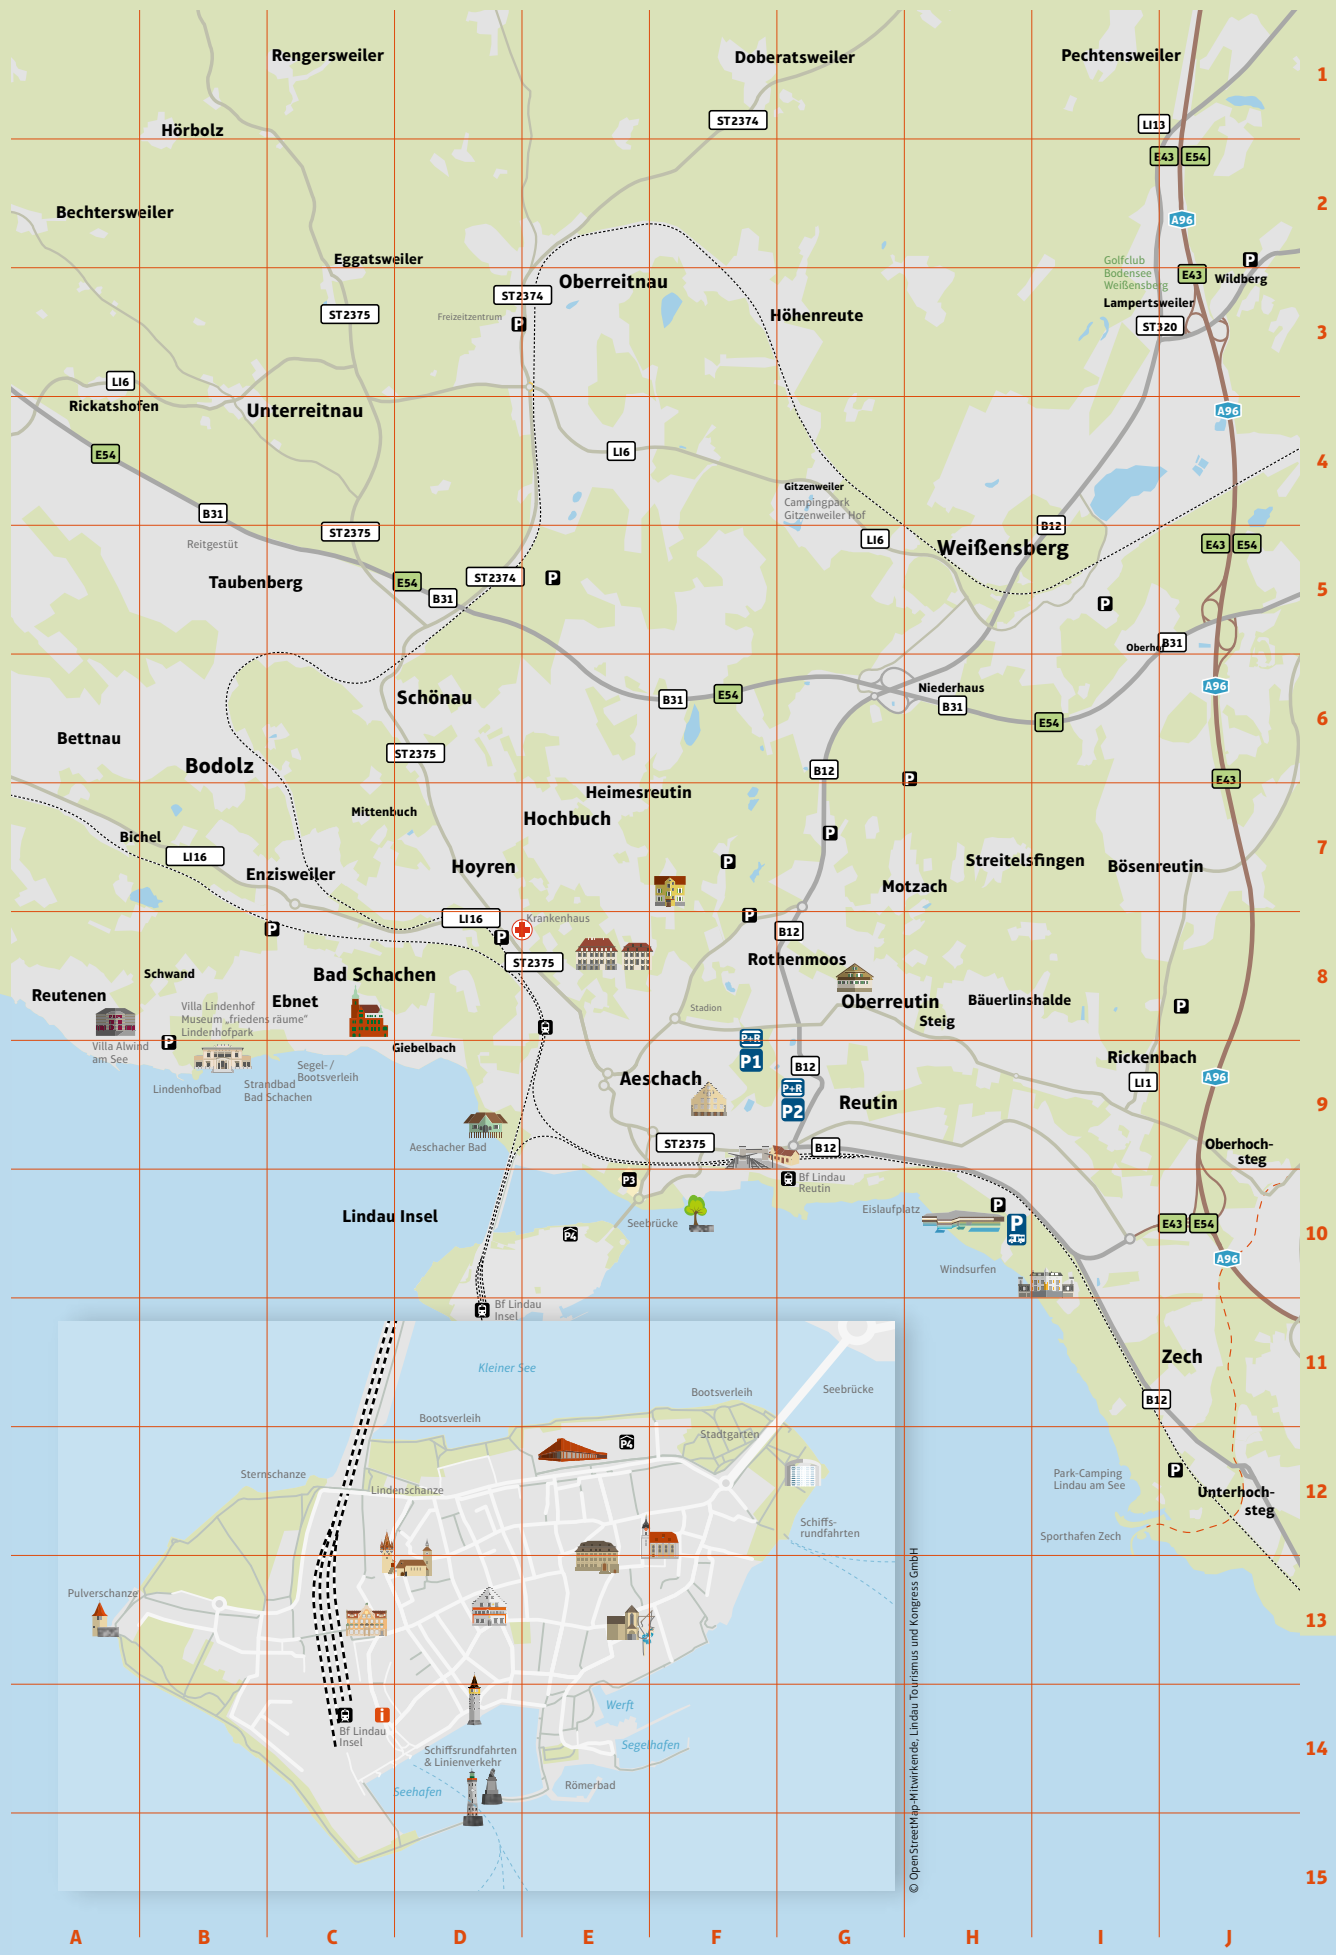 Rengersweiler
Doberatsweiler
Pechtensweiler
1
ST2374
LI13
Hörbolz
E43
E54
Bechtersweiler
2
A96
Eggatsweiler
Golfclub
Bodensee
Weißensberg
P
E43
Wildberg
Oberreitnau
ST2374
Lampertsweiler
ST2375
Freizeitzentrum
P
Höhenreute
ST320
3
LI6
Rickatshofen
Unterreitnau
A96
E54
LI6
4
Gitzenweiler
Campingpark
Gitzenweiler Hof
B31
ST2375
LI6
B12
Reitgestüt
Weißensberg
E43
E54
Taubenberg
E54
ST2374
P
5
B31
P
Oberhof
B31
Schönau
B31
E54
Niederhaus
A96
B31
E54
6
Bettnau
ST2375
Bodolz
B12
P
E43
Heimesreutin
Mittenbuch
Hochbuch
Bichel
P
7
LI16
Enzisweiler
Hoyren
P
Streitelsfingen
Bösenreutin
Motzach
LI16
Krankenhaus
P
P
P
B12
ST2375
Rothenmoos
Schwand
Bad Schachen
8
Reutenen
Ebnet
Oberreutin
Bäuerlinshalde
Villa Lindenhof
Museum „friedens räume“
Lindenhofpark
Stadion
P
Steig
Villa Alwind
am See
P
Giebelbach
P+R
P1
Rickenbach
Segel-/
Bootsverleih
B12
Lindenhofbad
Strandbad
Bad Schachen
Aeschach
P+R
P2
LI1
A96
Reutin
9
Aeschacher Bad
ST2375
B12
Oberhoch-
steg
P3
Bf Lindau
Reutin
Lindau Insel
Seebrücke
Eislaufplatz
P
P
E43
E54
10
P4
A96
Windsurfen
Bf Lindau
Insel
Kleiner See
Zech
11
Bootsverleih
Seebrücke
B12
Bootsverleih
Stadtgarten
P4
Sternschanze
Lindenschanze
P
Park-Camping
Lindau am See
12
Unterhoch-
steg
Schiffs-
rundfahrten
Sporthafen Zech
Pulverschanze
13
Werft
Bf Lindau
Insel
i
Segelhafen
14
Schiffsrundfahrten
& Linienverkehr
Seehafen
Römerbad
© OpenStreetMap-Mitwirkende, Lindau Tourismus und Kongress GmbH
15
A B C D E F G H I J